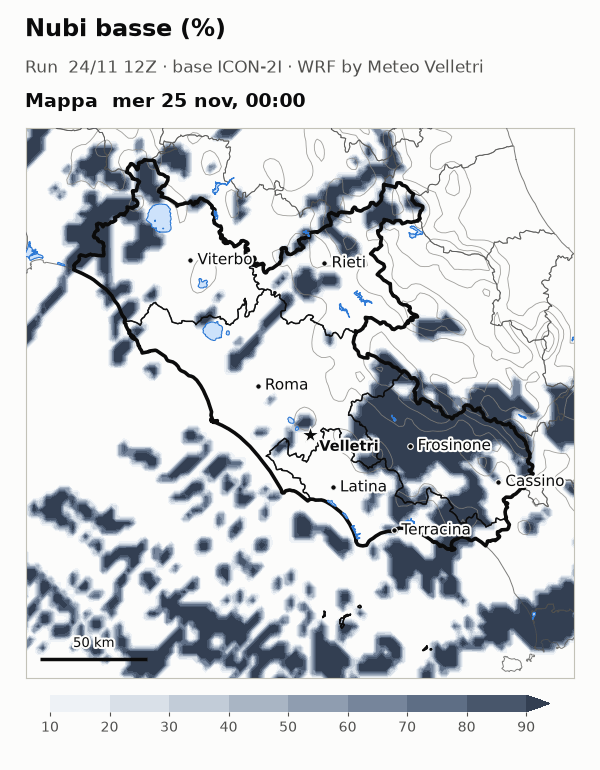 Nubi basse (%)
Run 24/11 12Z · base ICON-2I · WRF by Meteo Velletri
Mappa mer 25 nov, 00:00
Viterbo
Rieti
Roma
Velletri
Frosinone
Cassino
Latina
Terracina
50 km
10 20 30 40 50 60 70 80 90